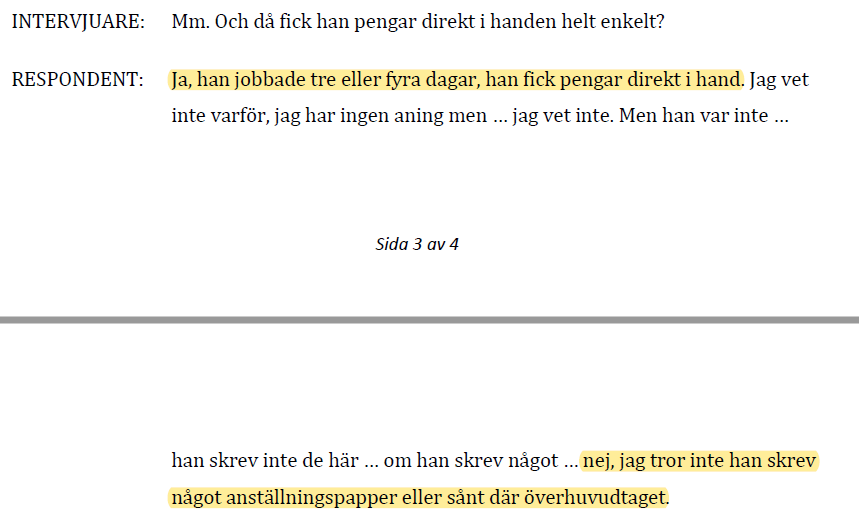 INTERVJUARE: Mm. Och då fick han pengar direkt i handen helt enkelt?
RESPONDENT: Ja, han jobbade tre eller fyra dagar, han fick pengar direkt i hand. Jag vet
inte varför, jag har ingen aning men … jag vet inte. Men han var inte …
Sida 3 av 4
han skrev inte de här … om han skrev något … nej, jag tror inte han skrev
något anställningspapper eller sånt där överhuvudtaget.